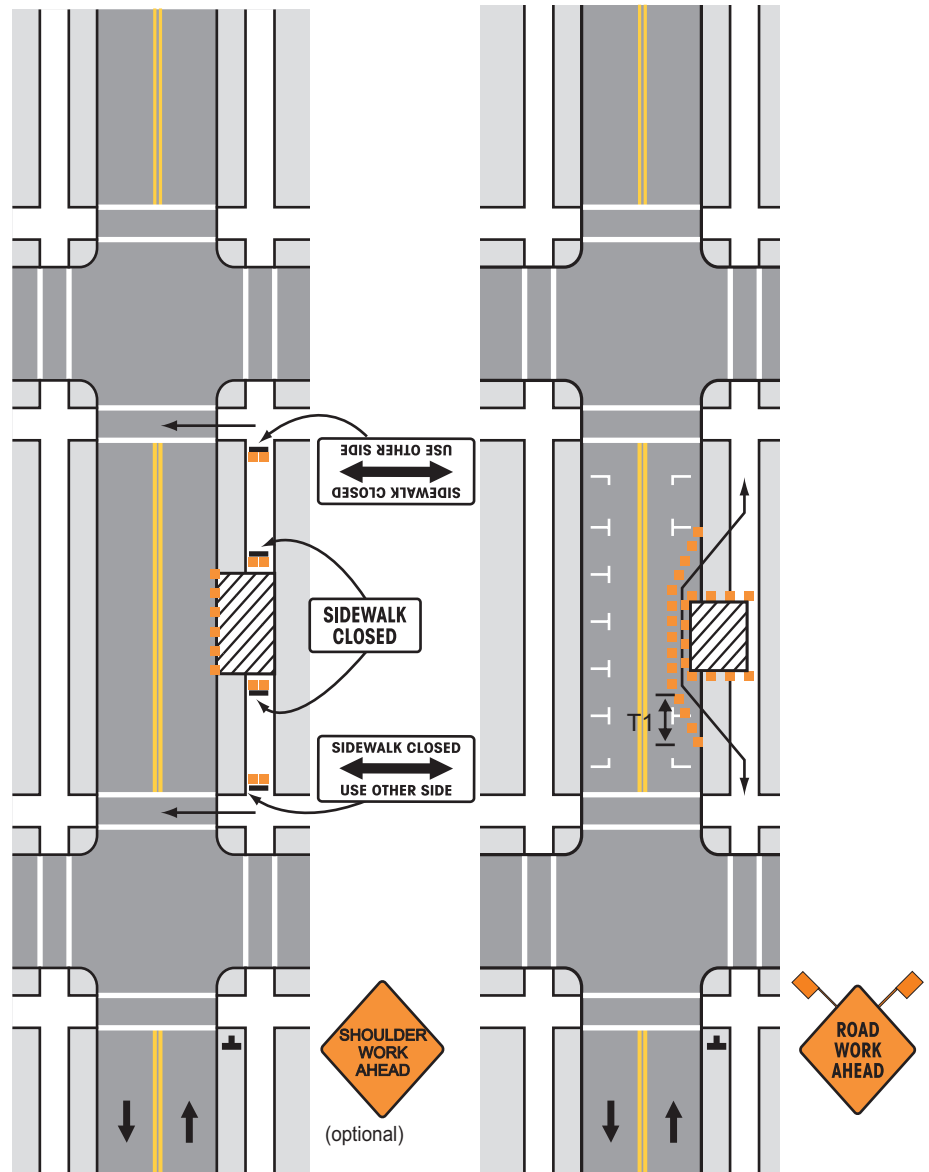 SIDEWALK CLOSED
USE OTHER SIDE
SIDEWALK
CLOSED
SIDEWALK CLOSED
USE OTHER SIDE
T1
SHOULDER
WORK
AHEAD
(optional)
ROAD
WORK
AHEAD